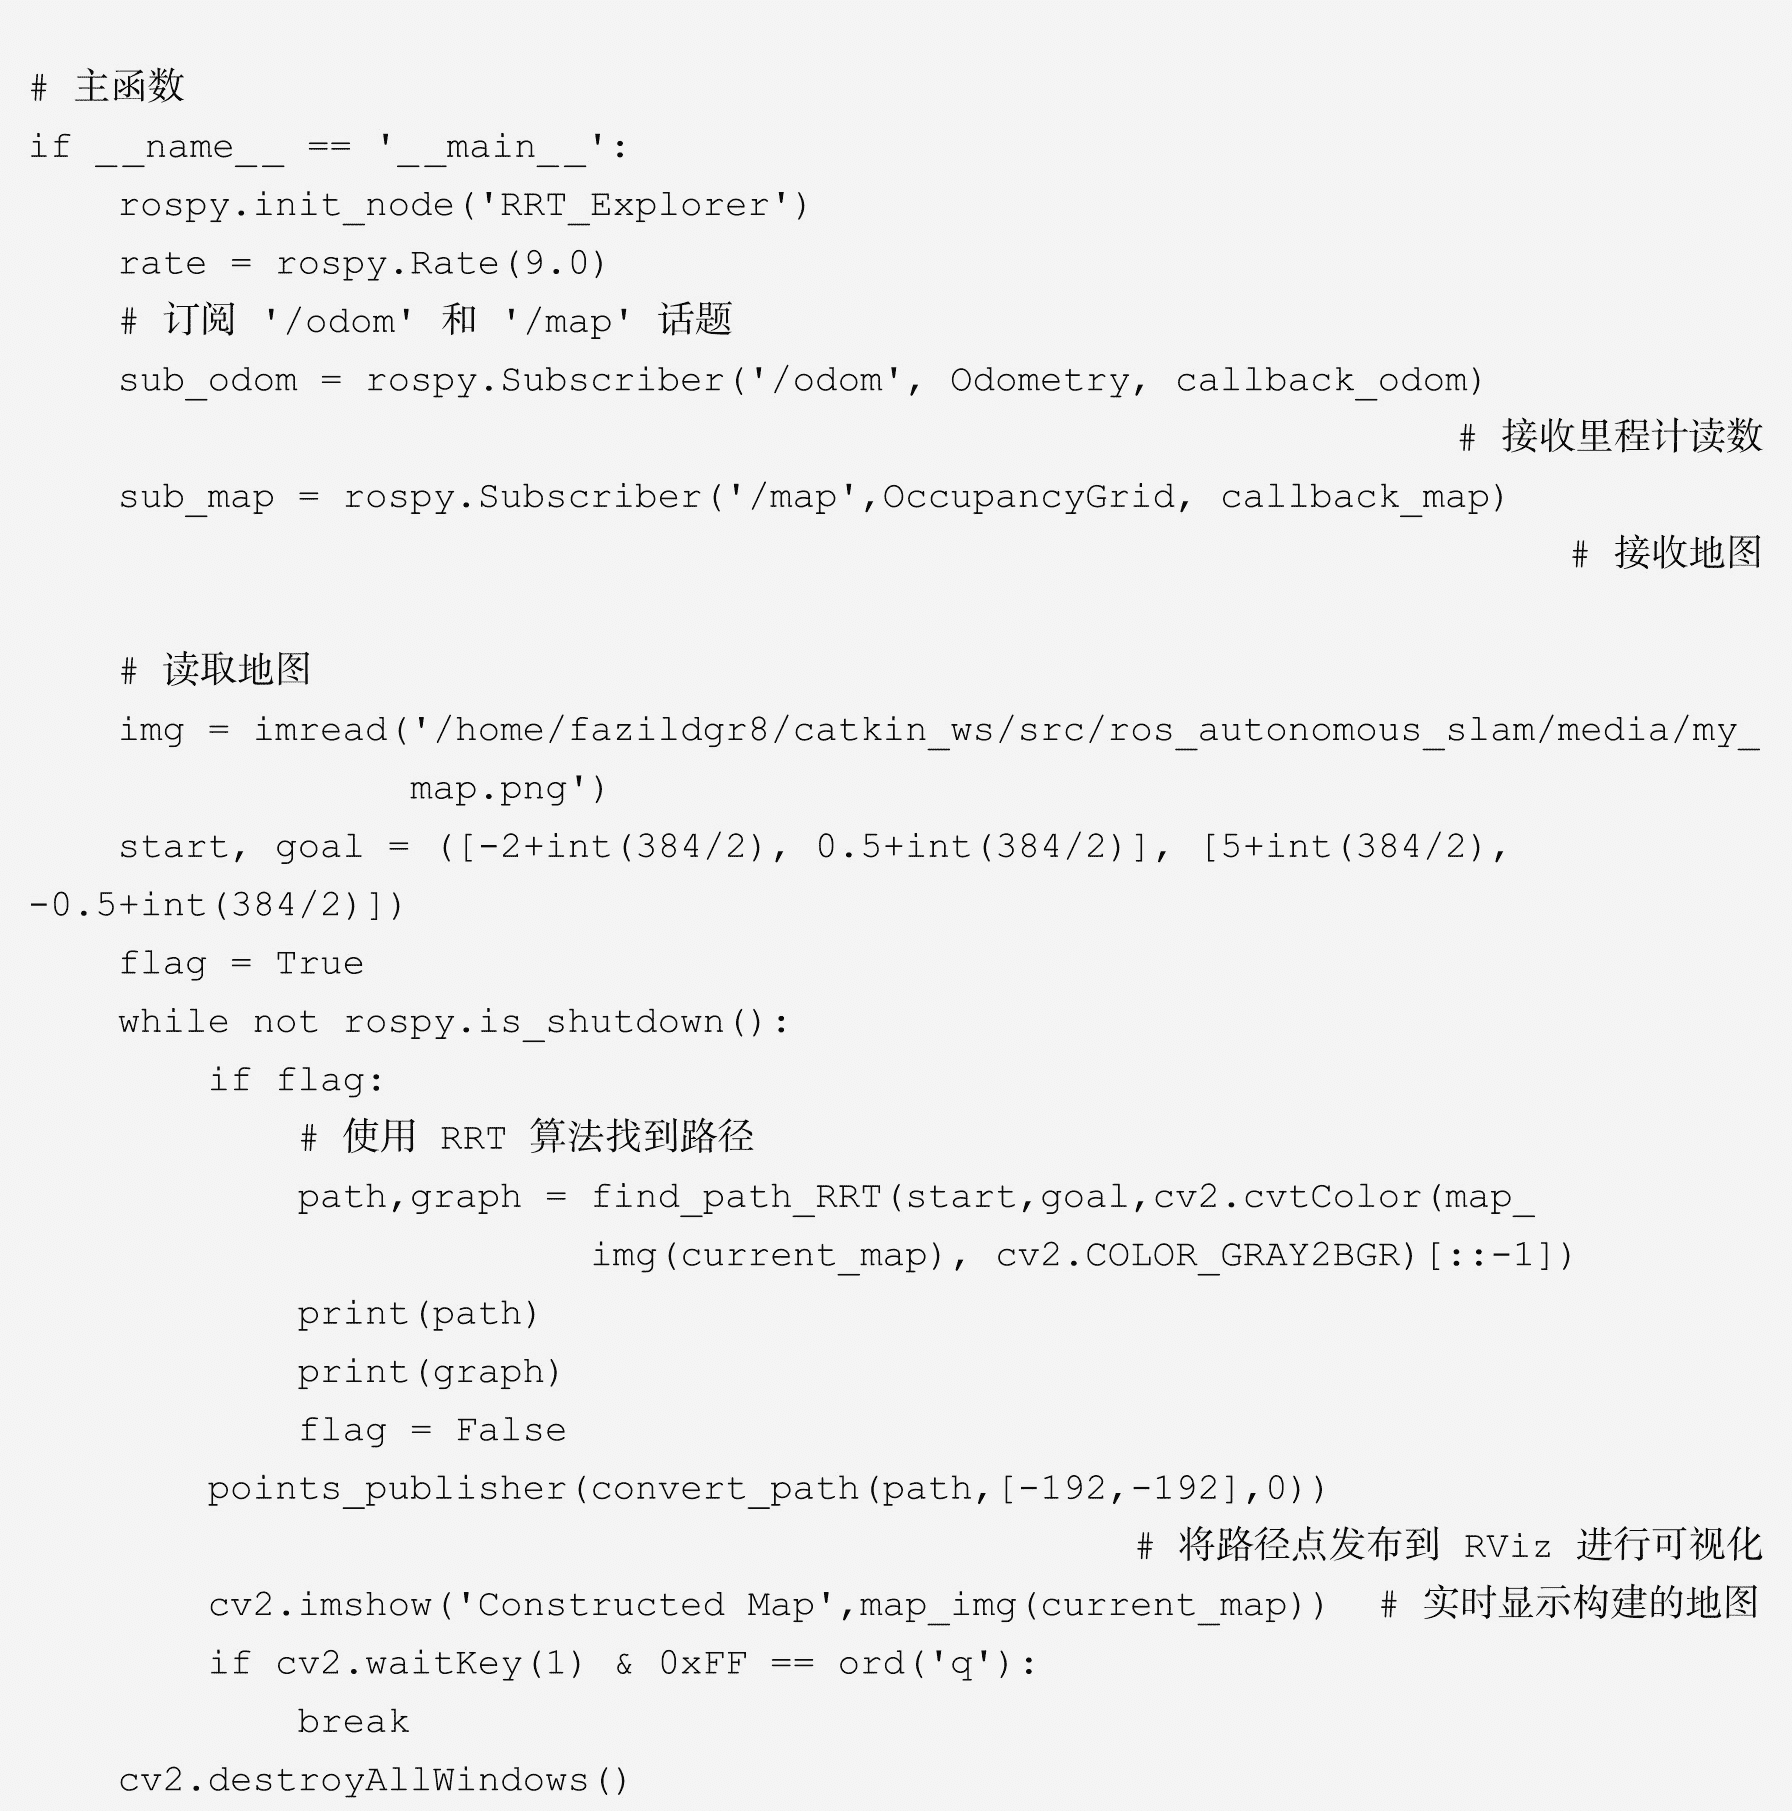 # 主函数
if __name__ == '__main__':
    rospy.init_node('RRT_Explorer')
    rate = rospy.Rate(9.0)
    # 订阅 '/odom' 和 '/map' 话题
    sub_odom = rospy.Subscriber('/odom', Odometry, callback_odom)
                                                                # 接收里程计读数
    sub_map = rospy.Subscriber('/map',OccupancyGrid, callback_map)
                                                                     # 接收地图
    # 读取地图
    img = imread('/home/fazildgr8/catkin_ws/src/ros_autonomous_slam/media/my_
                 map.png')
    start, goal = ([-2+int(384/2), 0.5+int(384/2)], [5+int(384/2),
-0.5+int(384/2)])
    flag = True
    while not rospy.is_shutdown():
        if flag:
            # 使用 RRT 算法找到路径
            path,graph = find_path_RRT(start,goal,cv2.cvtColor(map_
                         img(current_map), cv2.COLOR_GRAY2BGR)[::-1])
            print(path)
            print(graph)
            flag = False
        points_publisher(convert_path(path,[-192,-192],0))
                                                  # 将路径点发布到 RViz 进行可视化
        cv2.imshow('Constructed Map',map_img(current_map))  # 实时显示构建的地图
        if cv2.waitKey(1) & 0xFF == ord('q'):
            break
    cv2.destroyAllWindows()